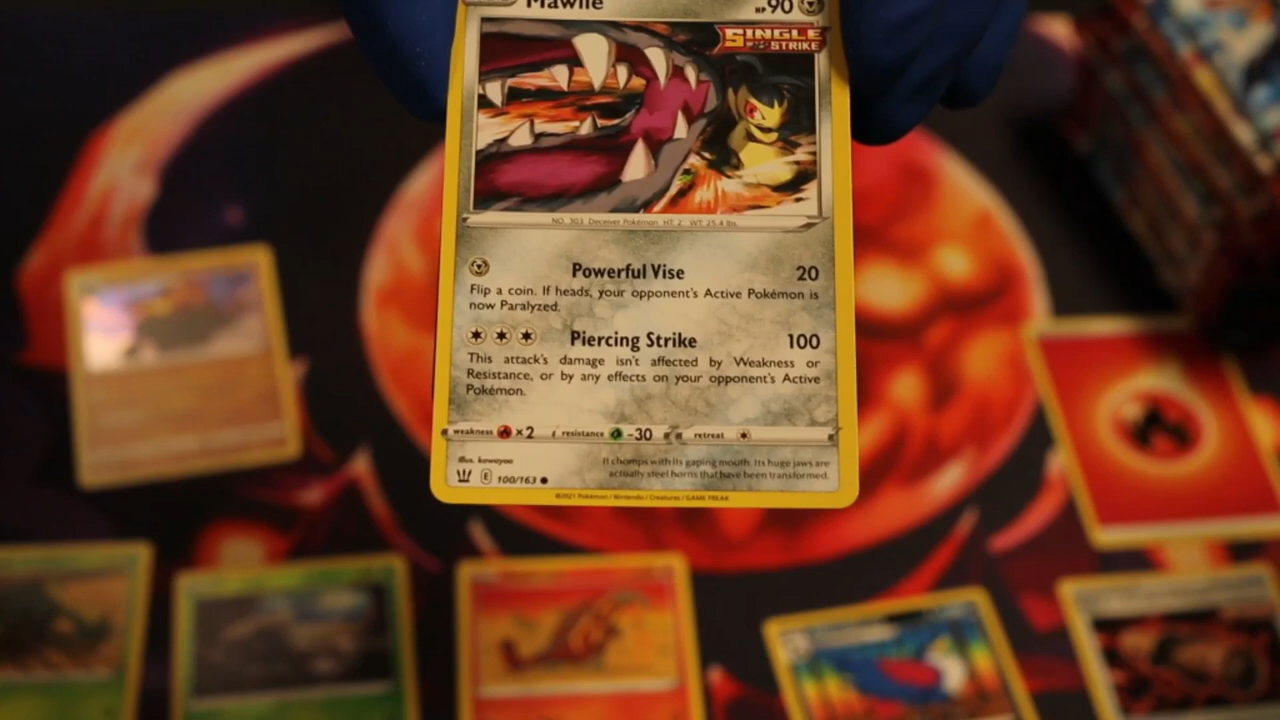 Mawile HP 90
SINGLE
STRIKE
NO. 303 Deceiver Pokémon HT: 2' WT: 25.4 lbs.
Powerful Vise 20
Flip a coin. If heads, your opponent's Active Pokémon is
now Paralyzed.
Piercing Strike 100
This attack's damage isn't affected by Weakness or
Resistance, or by any effects on your opponent's Active
Pokémon.
weakness ×2 resistance -30 retreat
Illus. kawayoo
It chomps with its gaping mouth. Its huge jaws are
actually steel horns that have been transformed.
E 100/163
©2021 Pokémon / Nintendo / Creatures / GAME FREAK